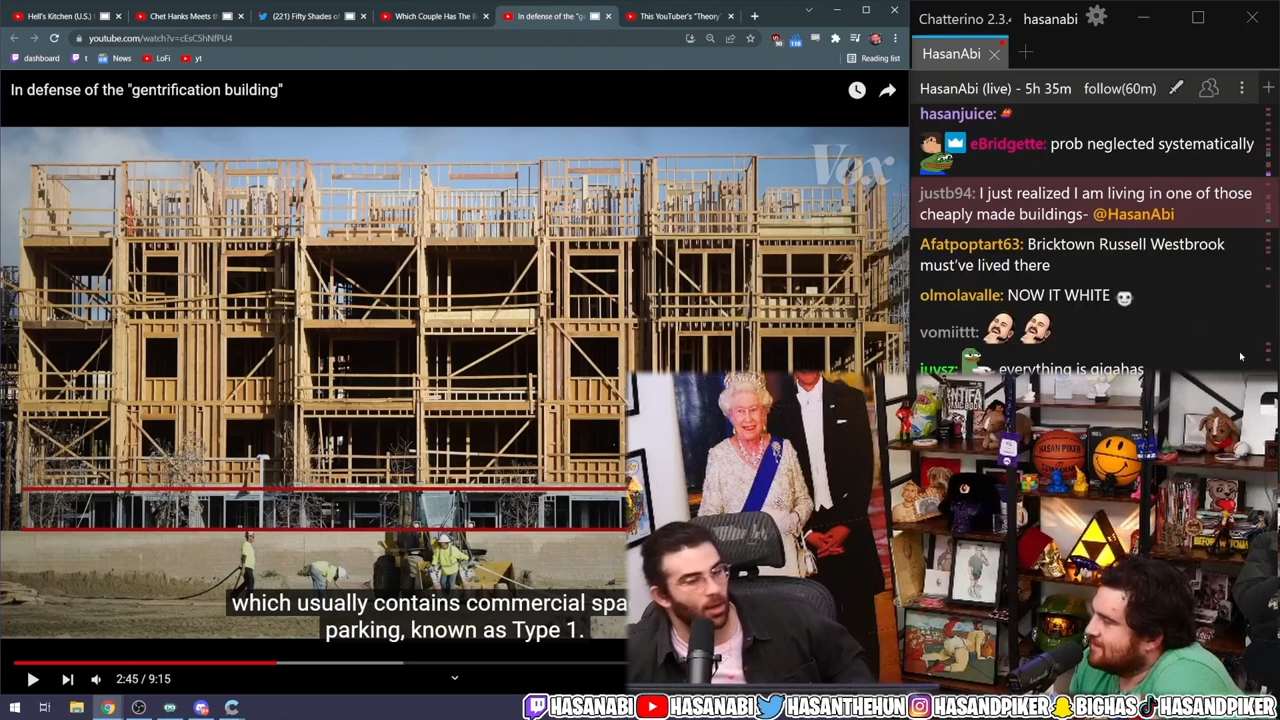 Hell's Kitchen (U.S.)
Chet Hanks Meets t
(221) Fifty Shades of
Which Couple Has The B
In defense of the "ge
This YouTuber's "Theory
youtube.com/watch?v=cEsC5hNfPU4
dashboard
t
News
LoFi
yt
Reading list
In defense of the "gentrification building"
Vox
which usually contains commercial spa
parking, known as Type 1.
2:45 / 9:15
Chatterino 2.3.4
hasanabi
HasanAbi
HasanAbi (live) - 5h 35m
follow(60m)
hasanjuice:
eBridgette: prob neglected systematically
justb94: I just realized I am living in one of those
cheaply made buildings- @HasanAbi
Afatpoptart63: Bricktown Russell Westbrook
must've lived there
olmolavalle: NOW IT WHITE
vomiittt:
juysz: everything is gigahas
HASAN PIKER
HASANABI
HASANABI
HASANTHEHUN
HASANDPIKER
BIGHAS
HASANDPIKER